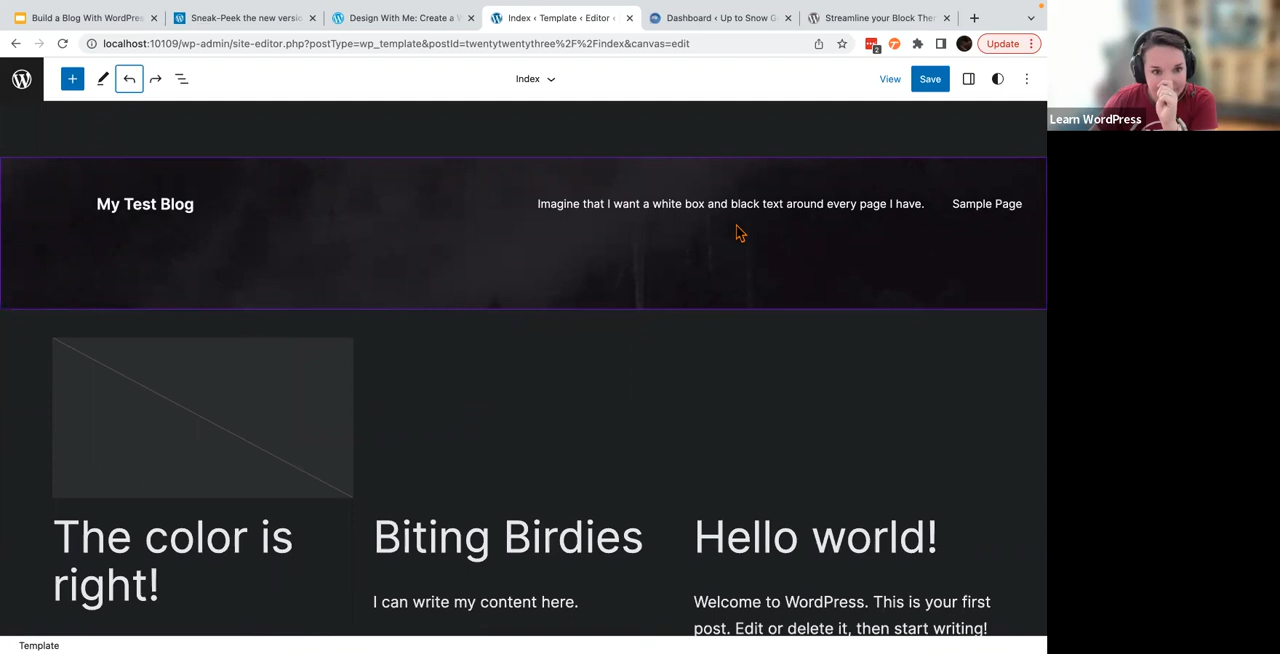 Build a Blog With WordPres
Sneak-Peek the new versio
Design With Me: Create a W
Index ‹ Template ‹ Editor ‹
Dashboard ‹ Up to Snow G
Streamline your Block Ther
localhost:10109/wp-admin/site-editor.php?postType=wp_template&postId=twentytwentythree%2F%2Findex&canvas=edit
2
Update
Index
View
Save
Learn WordPress
My Test Blog
Imagine that I want a white box and black text around every page I have.
Sample Page
The color is
right!
Biting Birdies
I can write my content here.
Hello world!
Welcome to WordPress. This is your first
post. Edit or delete it, then start writing!
Template